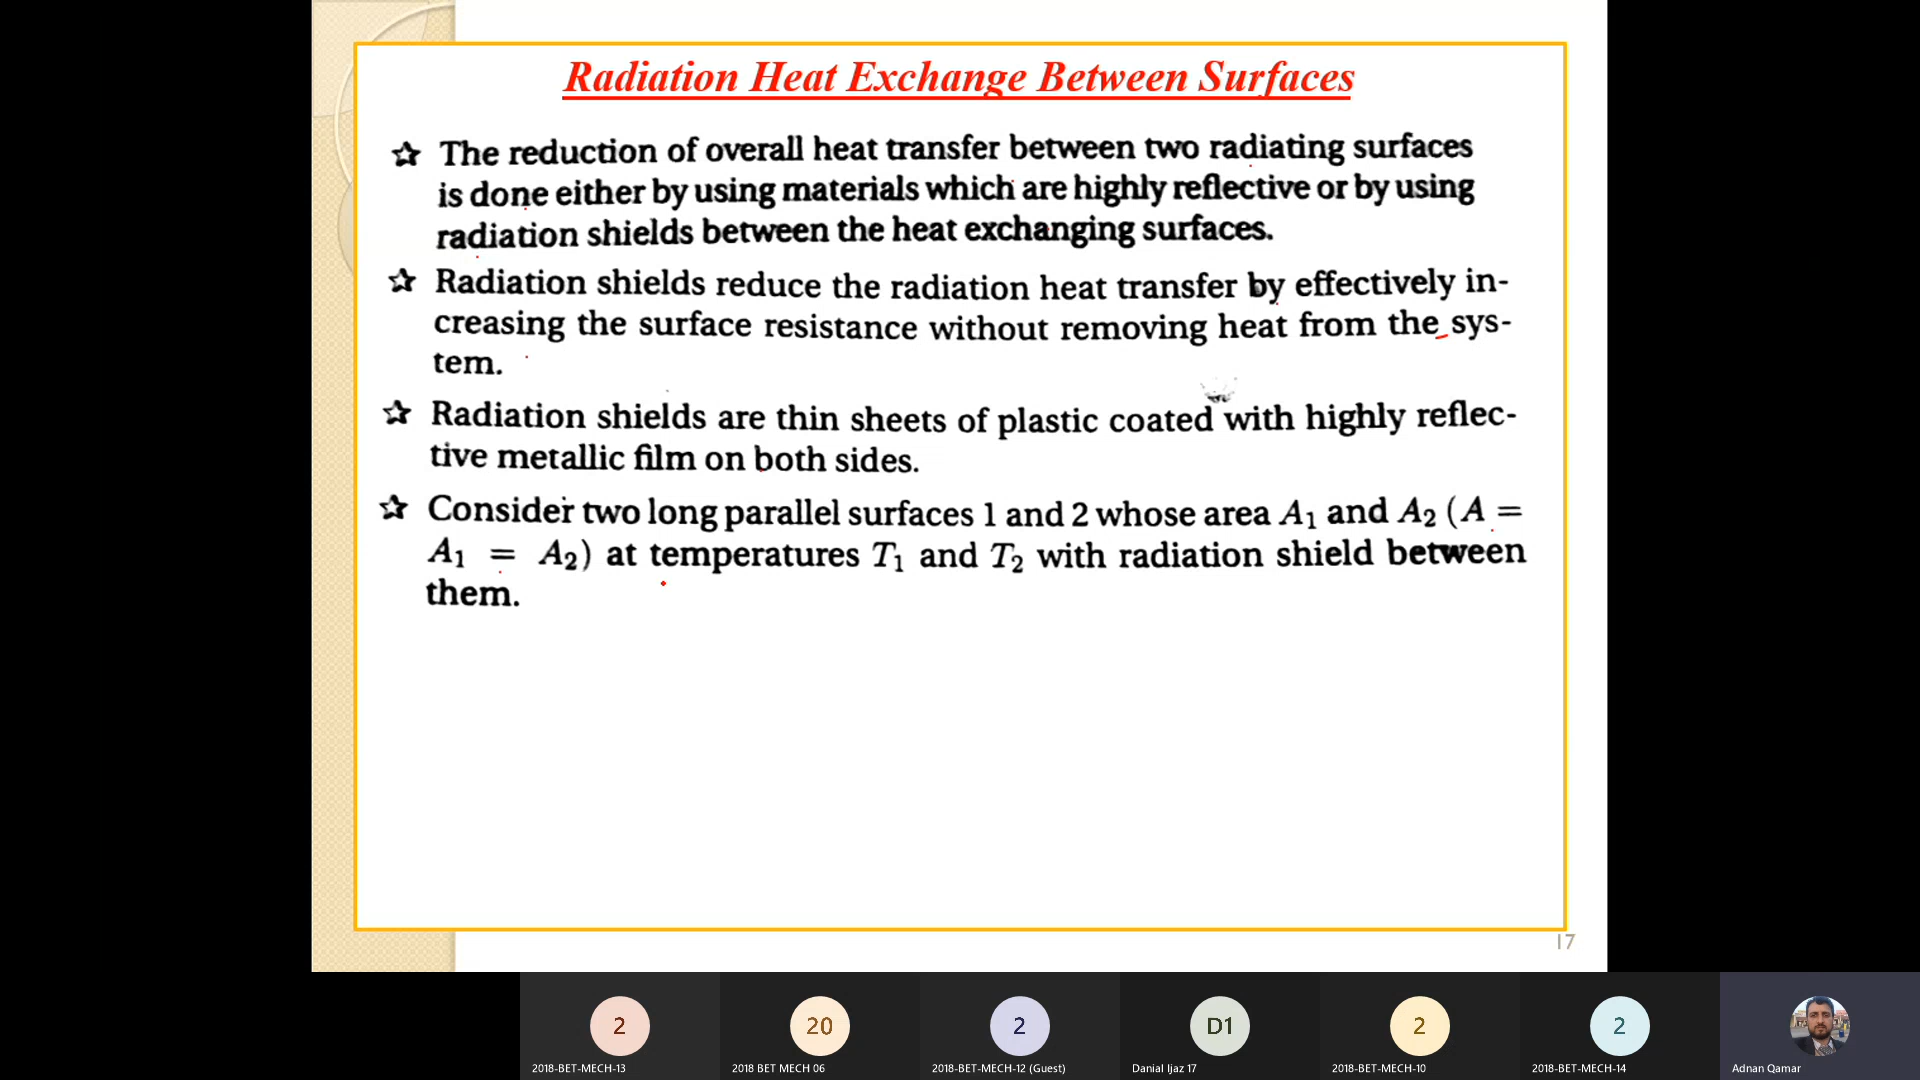 Radiation Heat Exchange Between Surfaces
☆ The reduction of overall heat transfer between two radiating surfaces
is done either by using materials which are highly reflective or by using
radiation shields between the heat exchanging surfaces.
☆ Radiation shields reduce the radiation heat transfer by effectively in-
creasing the surface resistance without removing heat from the sys-
tem.
☆ Radiation shields are thin sheets of plastic coated with highly reflec-
tive metallic film on both sides.
☆ Consider two long parallel surfaces 1 and 2 whose area A₁ and A₂ (A =
A₁ = A₂) at temperatures T₁ and T₂ with radiation shield between
them.
17
2 20 2 D1 2 2
2018-BET-MECH-13 2018 BET MECH 06 2018-BET-MECH-12 (Guest) Danial Ijaz 17 2018-BET-MECH-10 2018-BET-MECH-14 Adnan Qamar